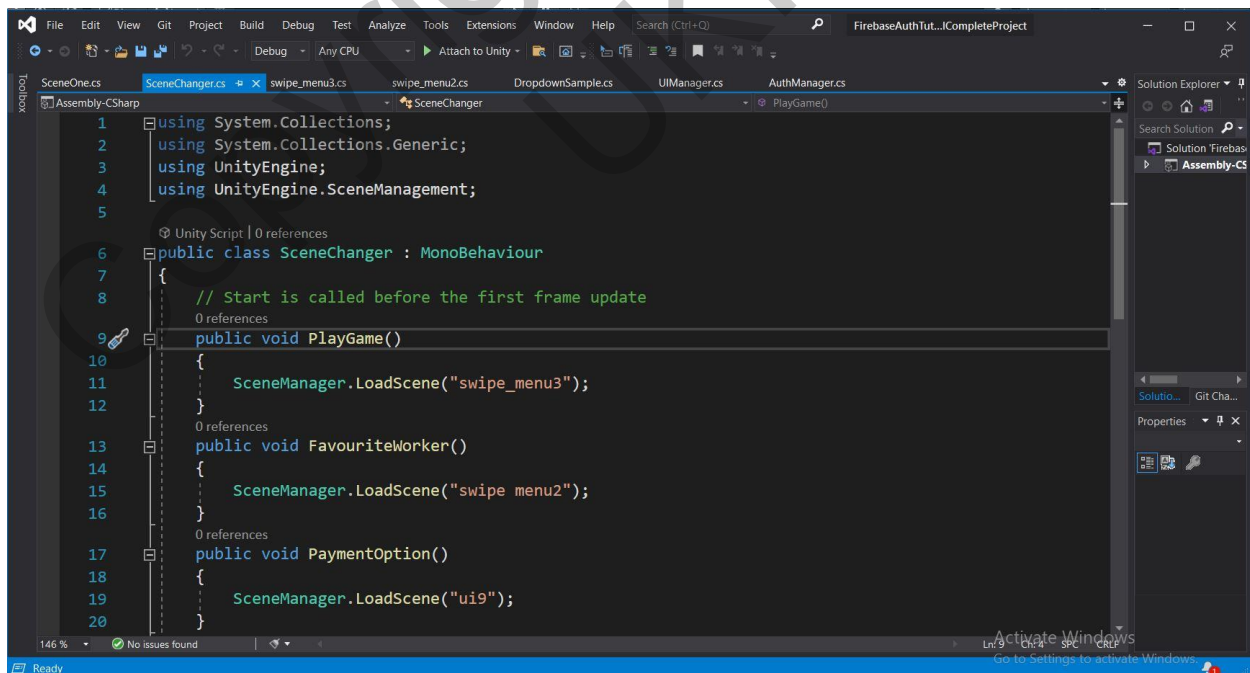 File Edit View Git Project Build Debug Test Analyze Tools Extensions Window Help Search (Ctrl+Q) FirebaseAuthTut...lCompleteProject
Debug Any CPU Attach to Unity
Toolbox
SceneOne.cs SceneChanger.cs swipe_menu3.cs swipe_menu2.cs DropdownSample.cs UIManager.cs AuthManager.cs Solution Explorer
Assembly-CSharp SceneChanger PlayGame()
Search Solution
Solution 'Firebas
Assembly-CS
1 using System.Collections;
2 using System.Collections.Generic;
3 using UnityEngine;
4 using UnityEngine.SceneManagement;
5
Unity Script | 0 references
6 public class SceneChanger : MonoBehaviour
7 {
8 // Start is called before the first frame update
0 references
9 public void PlayGame()
10 {
11 SceneManager.LoadScene("swipe_menu3");
12 }
0 references
13 public void FavouriteWorker()
14 {
15 SceneManager.LoadScene("swipe menu2");
16 }
0 references
17 public void PaymentOption()
18 {
19 SceneManager.LoadScene("ui9");
20 }
Solutio... Git Cha...
Properties
146 % No issues found Ln: 9 Ch: 4 SPC CRLF
Activate Windows
Go to Settings to activate Windows.
Ready 1